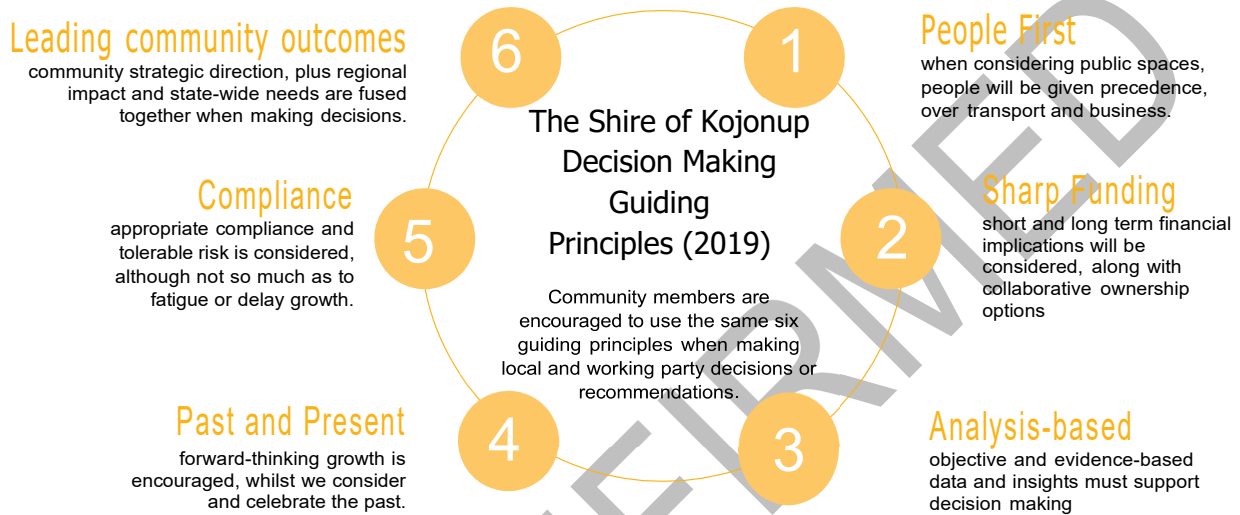 The Shire of Kojonup
Decision Making
Guiding
Principles (2019)
Community members are
encouraged to use the same six
guiding principles when making
local and working party decisions or
recommendations.
1
People First
when considering public spaces,
people will be given precedence,
over transport and business.
2
Sharp Funding
short and long term financial
implications will be
considered, along with
collaborative ownership
options
3
Analysis-based
objective and evidence-based
data and insights must support
decision making
4
Past and Present
forward-thinking growth is
encouraged, whilst we consider
and celebrate the past.
5
Compliance
appropriate compliance and
tolerable risk is considered,
although not so much as to
fatigue or delay growth.
6
Leading community outcomes
community strategic direction, plus regional
impact and state-wide needs are fused
together when making decisions.